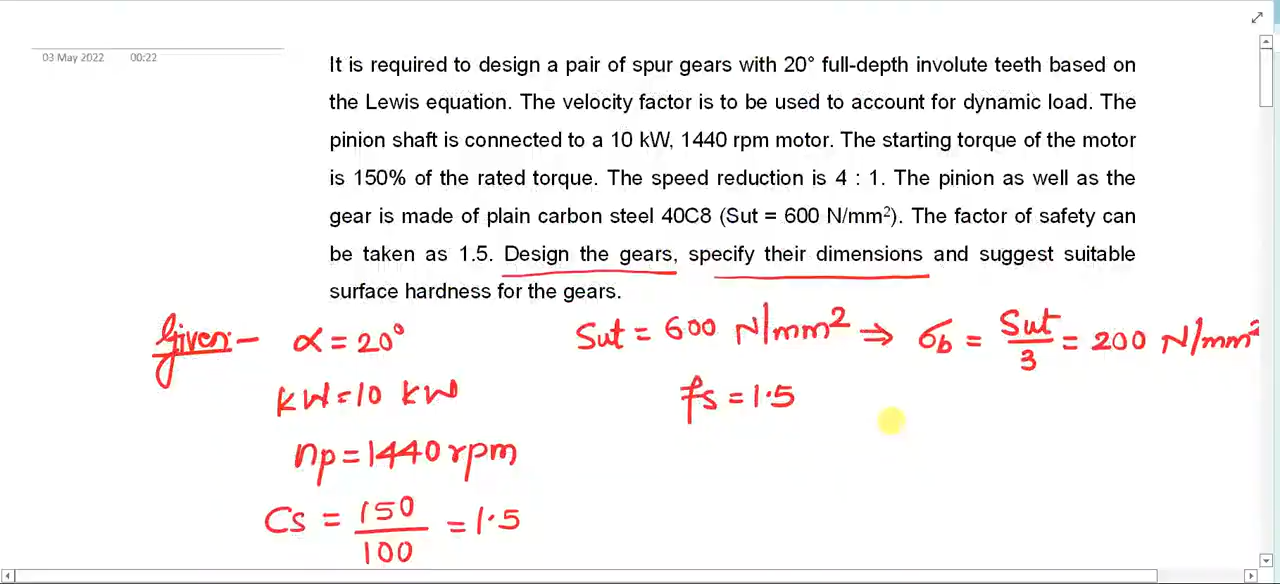 03 May 2022 00:22
It is required to design a pair of spur gears with 20° full-depth involute teeth based on
the Lewis equation. The velocity factor is to be used to account for dynamic load. The
pinion shaft is connected to a 10 kW, 1440 rpm motor. The starting torque of the motor
is 150% of the rated torque. The speed reduction is 4 : 1. The pinion as well as the
gear is made of plain carbon steel 40C8 (Sut = 600 N/mm²). The factor of safety can
be taken as 1.5. Design the gears, specify their dimensions and suggest suitable
surface hardness for the gears.
Given:- α = 20° Sut = 600 N/mm² ⇒ σb = Sut/3 = 200 N/mm²
kW = 10 kW fs = 1.5
np = 1440 rpm
Cs = 150/100 = 1.5